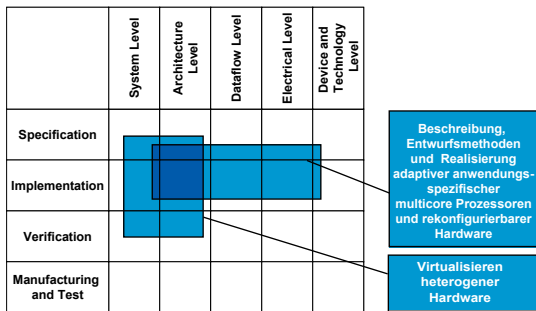 System Level
Architecture
Level
Dataflow Level
Electrical Level
Device and
Technology
Level
Specification
Implementation
Verification
Manufacturing
and Test
Beschreibung,
Entwurfsmethoden
und Realisierung
adaptiver anwendungs-
spezifischer
multicore Prozessoren
und rekonfigurierbarer
Hardware
Virtualisieren
heterogener
Hardware